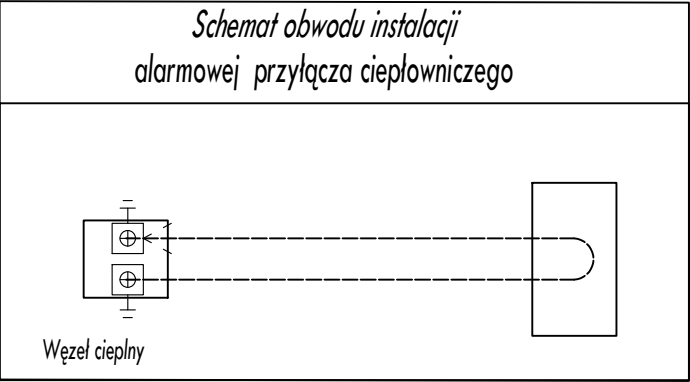 Schemat obwodu instalacji
alarmowej przyłącza ciepłowniczego
Węzeł cieplny